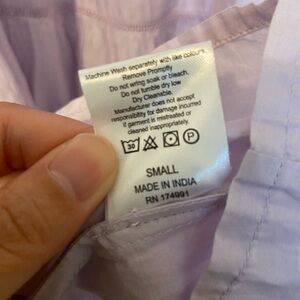 Machine Wash separately with like colours.
Remove Promptly
Do not wring soak or bleach,
Do not tumble dry low
Dry Cleanable.
Manufacturer does not accept
responsibility for damage incurred
if garment is mistreated or
cleaned inappropriately.
30 P
SMALL
MADE IN INDIA
RN 174991